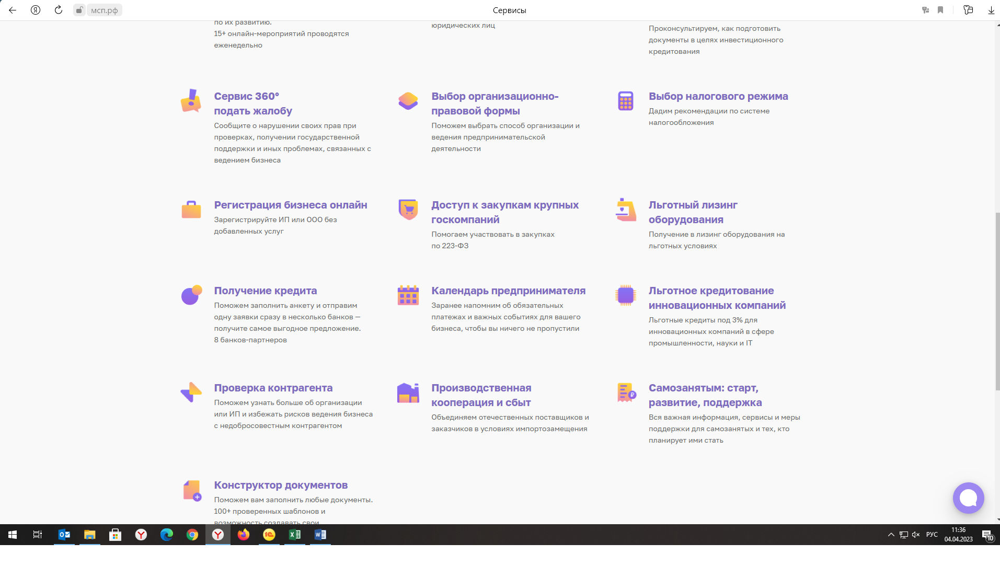 мсп.рф
Сервисы
по их развитию.
15+ онлайн-мероприятий проводятся
еженедельно
юридических лиц
Проконсультируем, как подготовить
документы в целях инвестиционного
кредитования
Сервис 360°
подать жалобу
Сообщите о нарушении своих прав при
проверках, получении государственной
поддержки и иных проблемах, связанных с
ведением бизнеса
Выбор организационно-
правовой формы
Поможем выбрать способ организации и
ведения предпринимательской
деятельности
Выбор налогового режима
Дадим рекомендации по системе
налогообложения
Регистрация бизнеса онлайн
Зарегистрируйте ИП или ООО без
добавленных услуг
Доступ к закупкам крупных
госкомпаний
Помогаем участвовать в закупках
по 223-ФЗ
Льготный лизинг
оборудования
Получение в лизинг оборудования на
льготных условиях
Получение кредита
Поможем заполнить анкету и отправим
одну заявки сразу в несколько банков —
получите самое выгодное предложение.
8 банков-партнеров
Календарь предпринимателя
Заранее напомним об обязательных
платежах и важных событиях для вашего
бизнеса, чтобы вы ничего не пропустили
Льготное кредитование
инновационных компаний
Льготные кредиты под 3% для
инновационных компаний в сфере
промышленности, науки и IT
Проверка контрагента
Поможем узнать больше об организации
или ИП и избежать рисков ведения бизнеса
с недобросовестным контрагентом
Производственная
кооперация и сбыт
Объединяем отечественных поставщиков и
заказчиков в условиях импортозамещения
Самозанятым: старт,
развитие, поддержка
Вся важная информация, сервисы и меры
поддержки для самозанятых и тех, кто
планирует ими стать
Конструктор документов
Поможем вам заполнить любые документы.
100+ проверенных шаблонов и
возможность создавать свои
РУС
11:36
04.04.2023
10